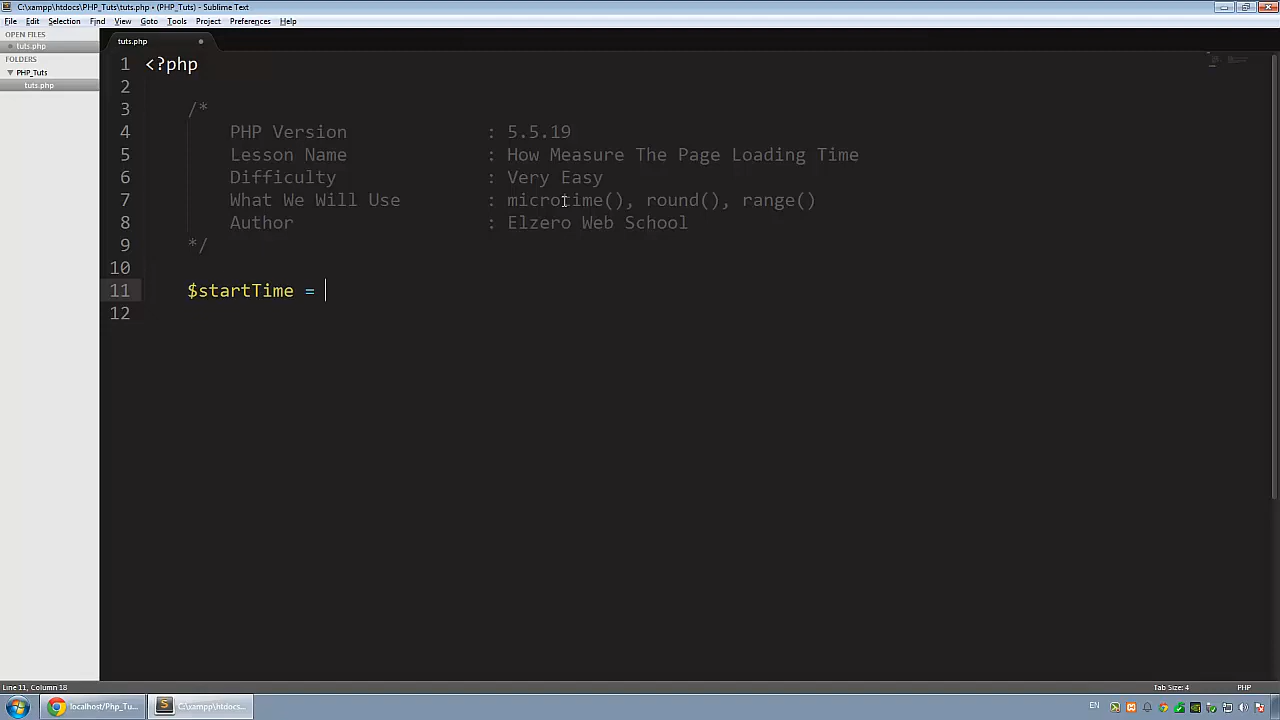 C:\xampp\htdocs\PHP_Tuts\tuts.php • (PHP_Tuts) - Sublime Text
File Edit Selection Find View Goto Tools Project Preferences Help
OPEN FILES
tuts.php
FOLDERS
PHP_Tuts
tuts.php
tuts.php
1 <?php
2
3 /*
4 PHP Version : 5.5.19
5 Lesson Name : How Measure The Page Loading Time
6 Difficulty : Very Easy
7 What We Will Use : microtime(), round(), range()
8 Author : Elzero Web School
9 */
10
11 $startTime =
12
Line 11, Column 18
Tab Size: 4
PHP
localhost/Php_Tu...
C:\xampp\htdocs...
EN